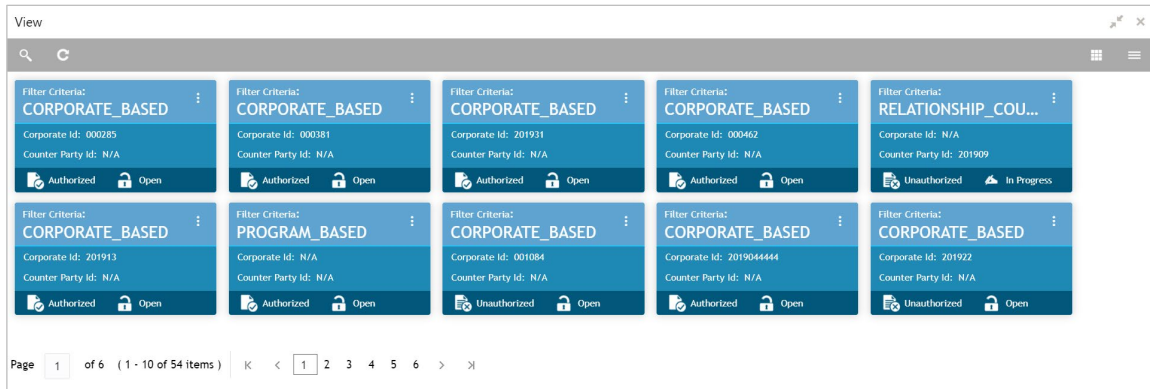 View
Filter Criteria:
CORPORATE_BASED
Corporate Id: 000285
Counter Party Id: N/A
Authorized Open
Filter Criteria:
CORPORATE_BASED
Corporate Id: 000381
Counter Party Id: N/A
Authorized Open
Filter Criteria:
CORPORATE_BASED
Corporate Id: 201931
Counter Party Id: N/A
Authorized Open
Filter Criteria:
CORPORATE_BASED
Corporate Id: 000462
Counter Party Id: N/A
Authorized Open
Filter Criteria:
RELATIONSHIP_COU...
Corporate Id: N/A
Counter Party Id: 201909
Unauthorized In Progress
Filter Criteria:
CORPORATE_BASED
Corporate Id: 201913
Counter Party Id: N/A
Authorized Open
Filter Criteria:
PROGRAM_BASED
Corporate Id: N/A
Counter Party Id: N/A
Authorized Open
Filter Criteria:
CORPORATE_BASED
Corporate Id: 001084
Counter Party Id: N/A
Unauthorized Open
Filter Criteria:
CORPORATE_BASED
Corporate Id: 2019044444
Counter Party Id: N/A
Authorized Open
Filter Criteria:
CORPORATE_BASED
Corporate Id: 201922
Counter Party Id: N/A
Unauthorized Open
Page 1 of 6 ( 1 - 10 of 54 items ) K < 1 2 3 4 5 6 > >|